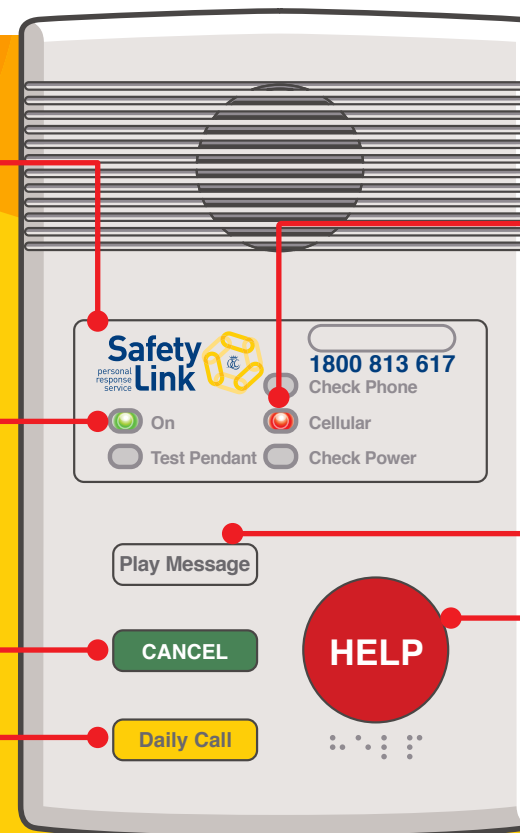 Safety
Link
personal
response
service
1800 813 617
Check Phone
On
Cellular
Test Pendant
Check Power
Play Message
CANCEL
HELP
Daily Call
⠓⠑⠇⠏